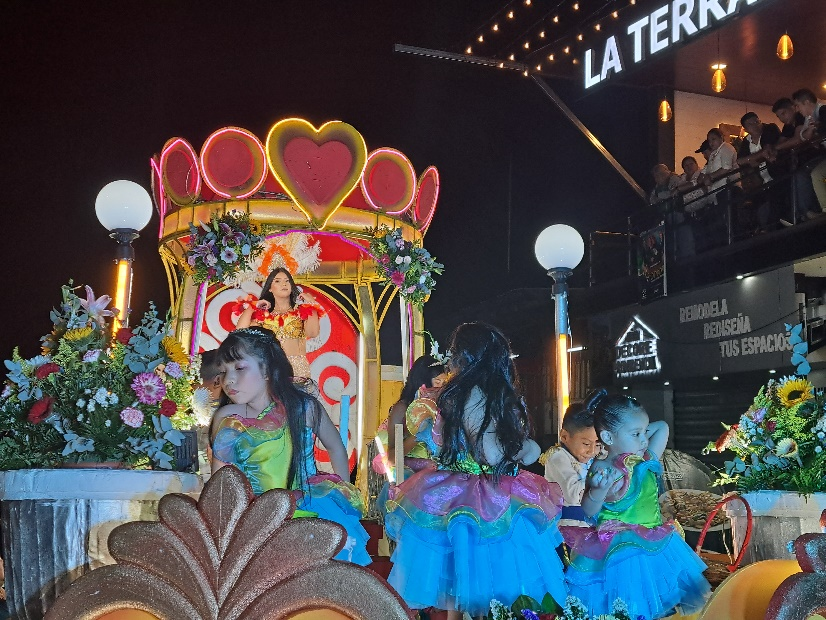 LA TERRA
REMODELA
REDISEÑA
TUS ESPACIOS